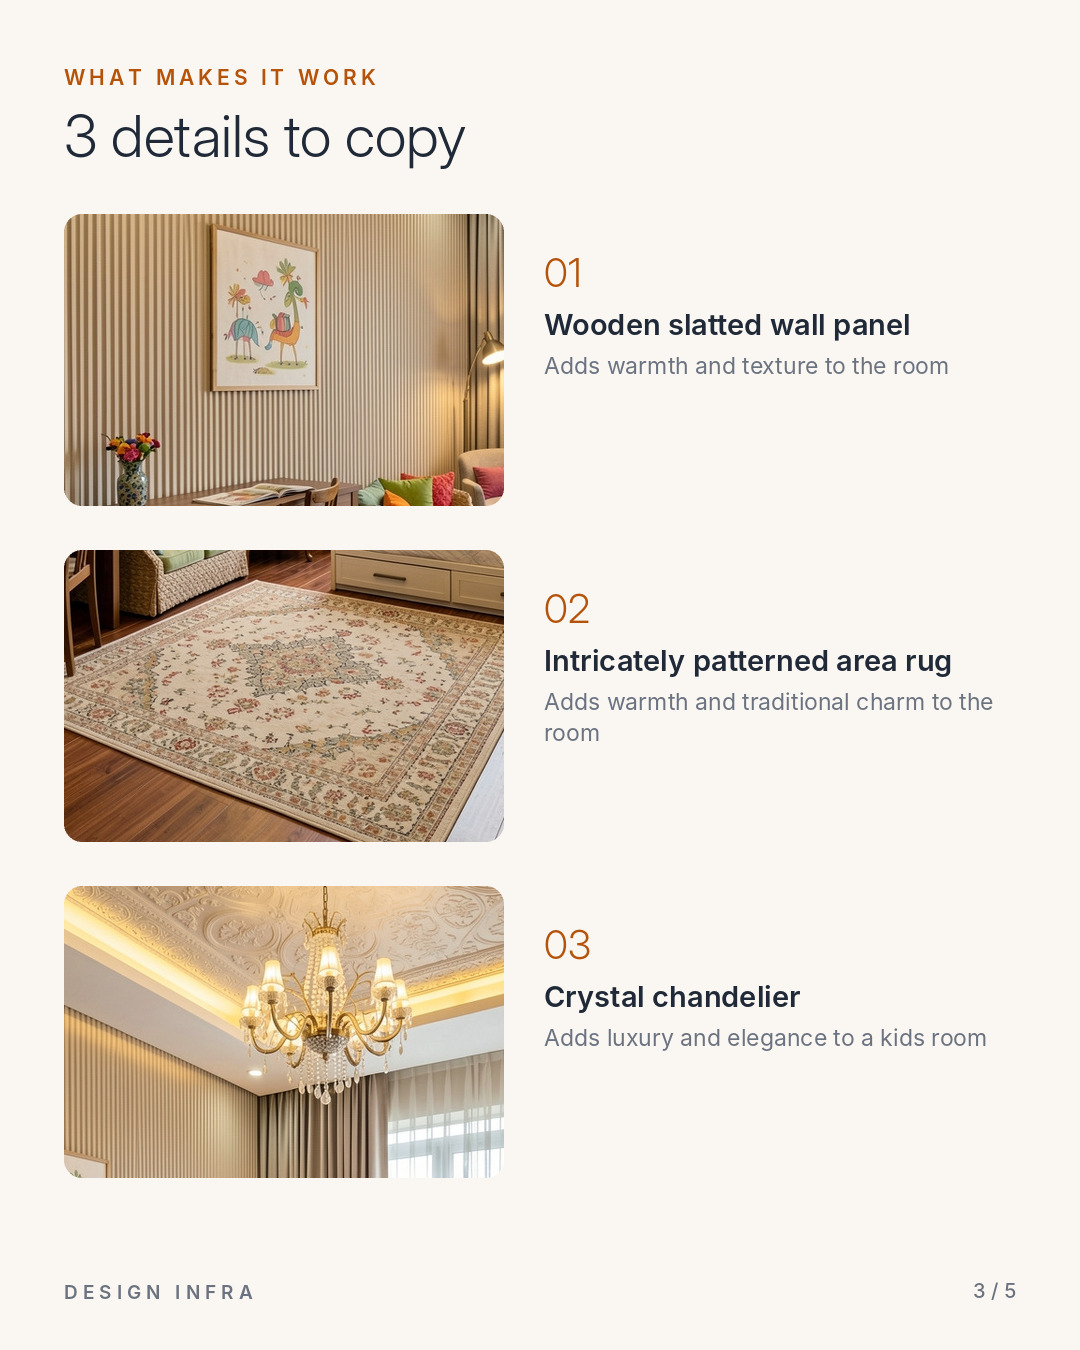 WHAT MAKES IT WORK
3 details to copy
01
Wooden slatted wall panel
Adds warmth and texture to the room
02
Intricately patterned area rug
Adds warmth and traditional charm to the
room
03
Crystal chandelier
Adds luxury and elegance to a kids room
DESIGN INFRA
3 / 5